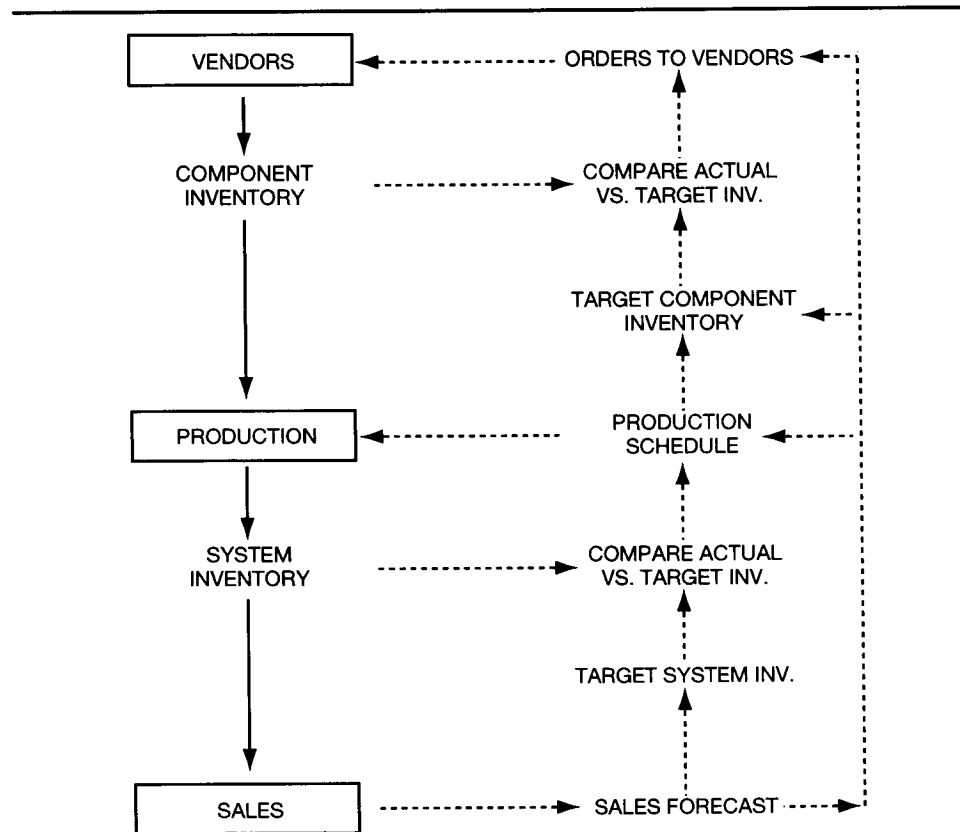 VENDORS
ORDERS TO VENDORS
COMPONENT
INVENTORY
COMPARE ACTUAL
VS. TARGET INV.
TARGET COMPONENT
INVENTORY
PRODUCTION
PRODUCTION
SCHEDULE
SYSTEM
INVENTORY
COMPARE ACTUAL
VS. TARGET INV.
TARGET SYSTEM INV.
SALES
SALES FORECAST